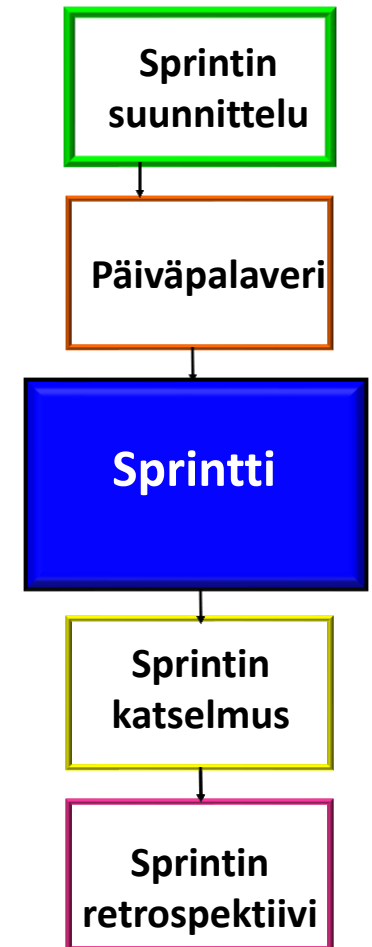 Sprintin
suunnittelu
Päiväpalaveri
Sprintti
Sprintin
katselmus
Sprintin
retrospektiivi